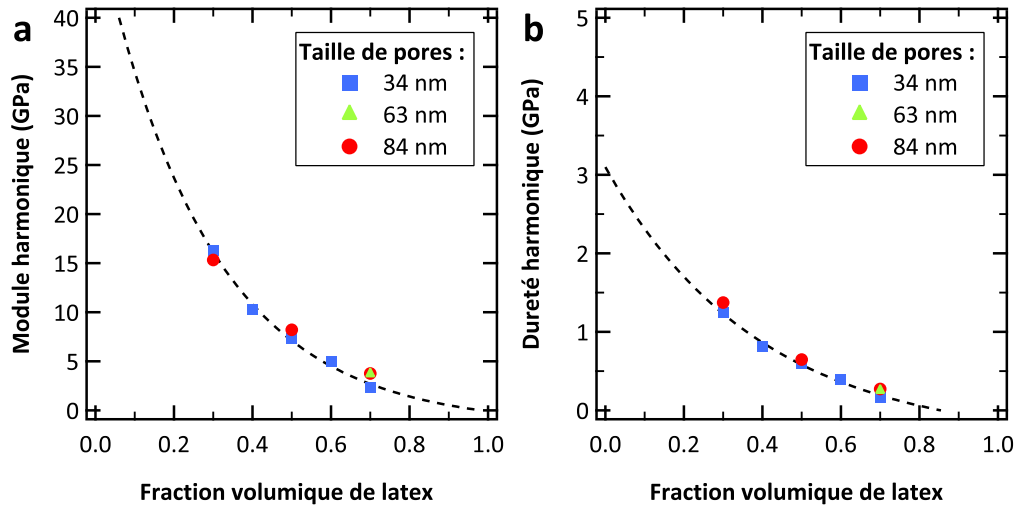 a
40
35
30
25
20
15
10
5
0
Module harmonique (GPa)
Taille de pores :
34 nm
63 nm
84 nm
0.0 0.2 0.4 0.6 0.8 1.0
Fraction volumique de latex
b
5
4
3
2
1
0
Dureté harmonique (GPa)
Taille de pores :
34 nm
63 nm
84 nm
0.0 0.2 0.4 0.6 0.8 1.0
Fraction volumique de latex